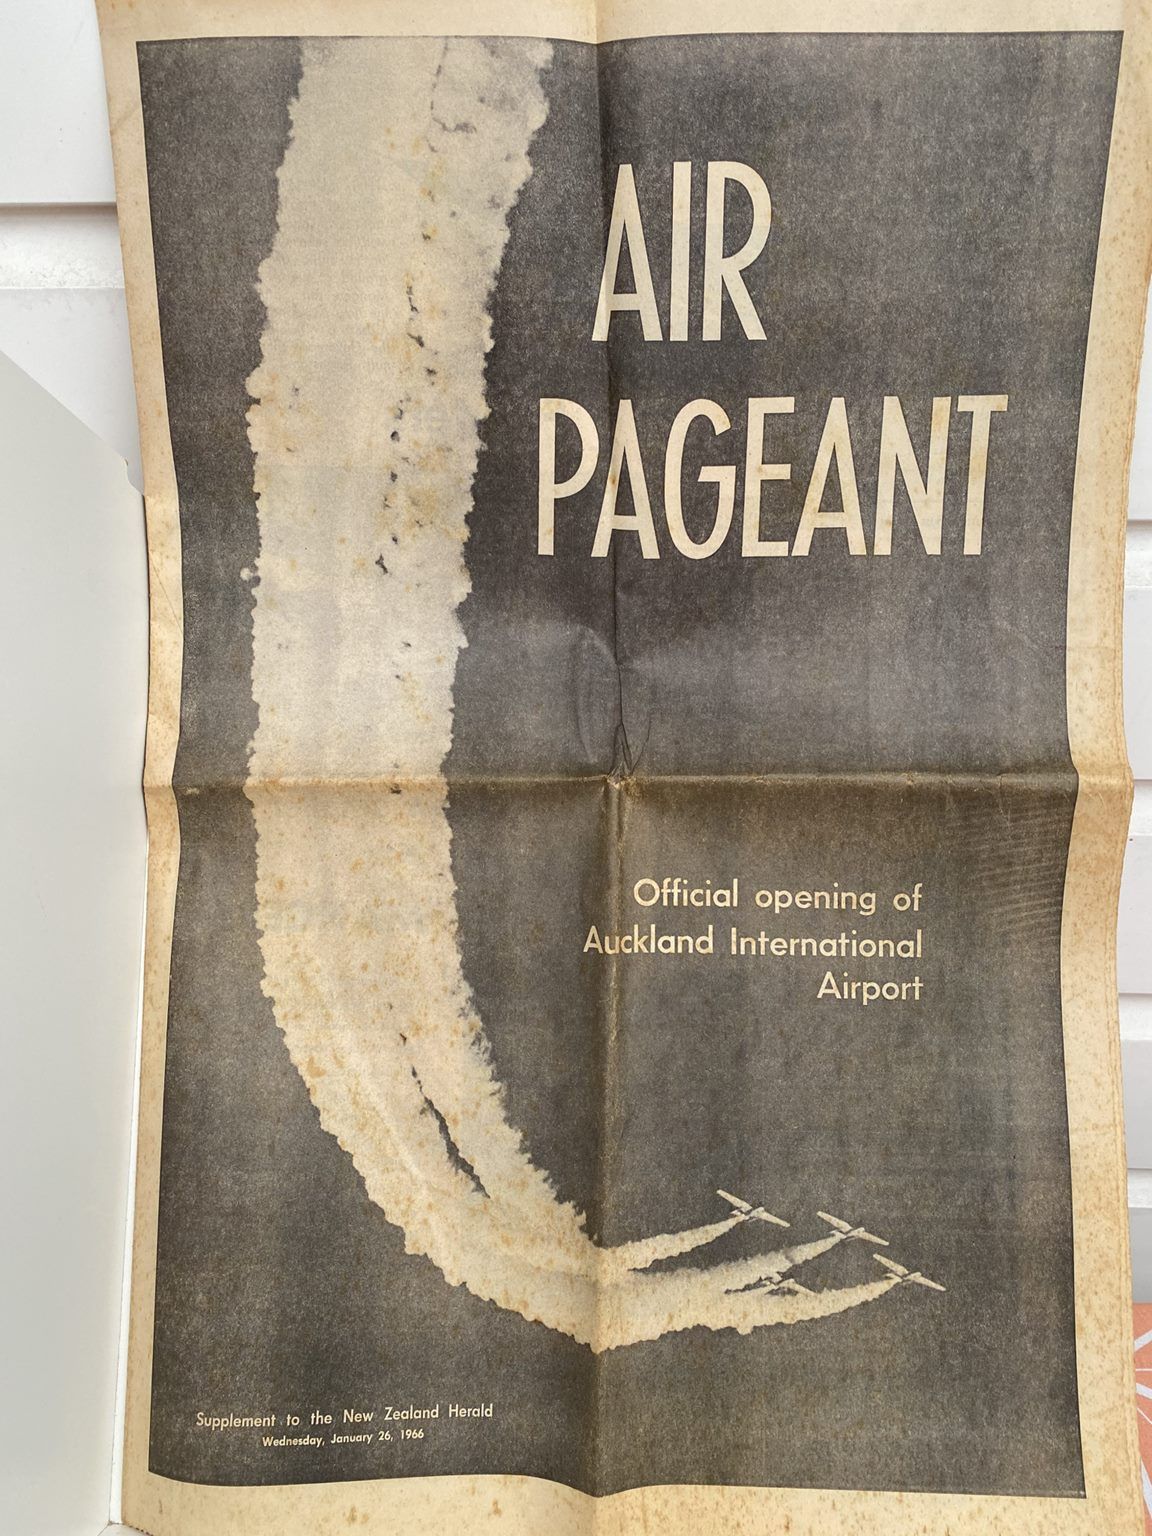 AIR
PAGEANT
Official opening of
Auckland International
Airport
Supplement to the New Zealand Herald
Wednesday, January 26, 1966